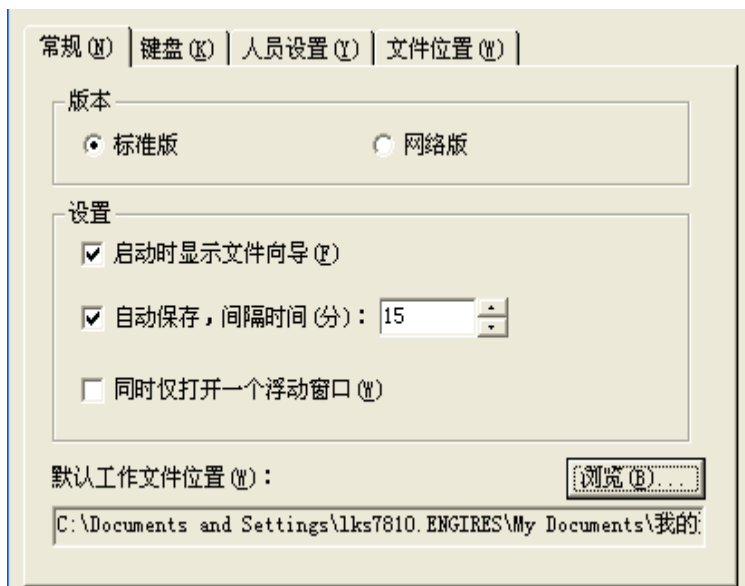 常规(N) 键盘(K) 人员设置(Y) 文件位置(W)
版本
标准版 网络版
设置
启动时显示文件向导(F)
自动保存，间隔时间(分)： 15
同时仅打开一个浮动窗口(W)
默认工作文件位置(W)： 浏览(B)...
C:\Documents and Settings\lks7810.ENGIRES\My Documents\我的